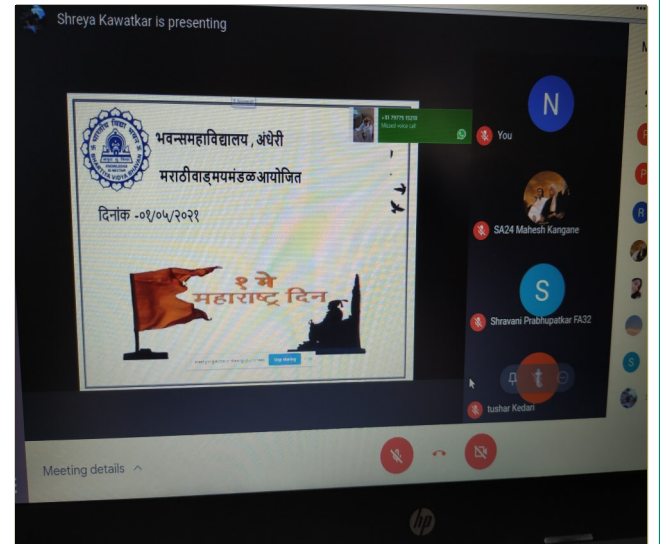 Shreya Kawatkar is presenting
भवन्समहाविद्यालय , अंधेरी
मराठीवाङ्मयमंडळआयोजित
दिनांक -०१/०५/२०२१
१ मे
महाराष्ट्र दिन
Stop sharing
Missed voice call
N
You
SA24 Mahesh Kangane
S
Shravani Prabhupatkar FA32
t
tushar Kedari
Meeting details
hp